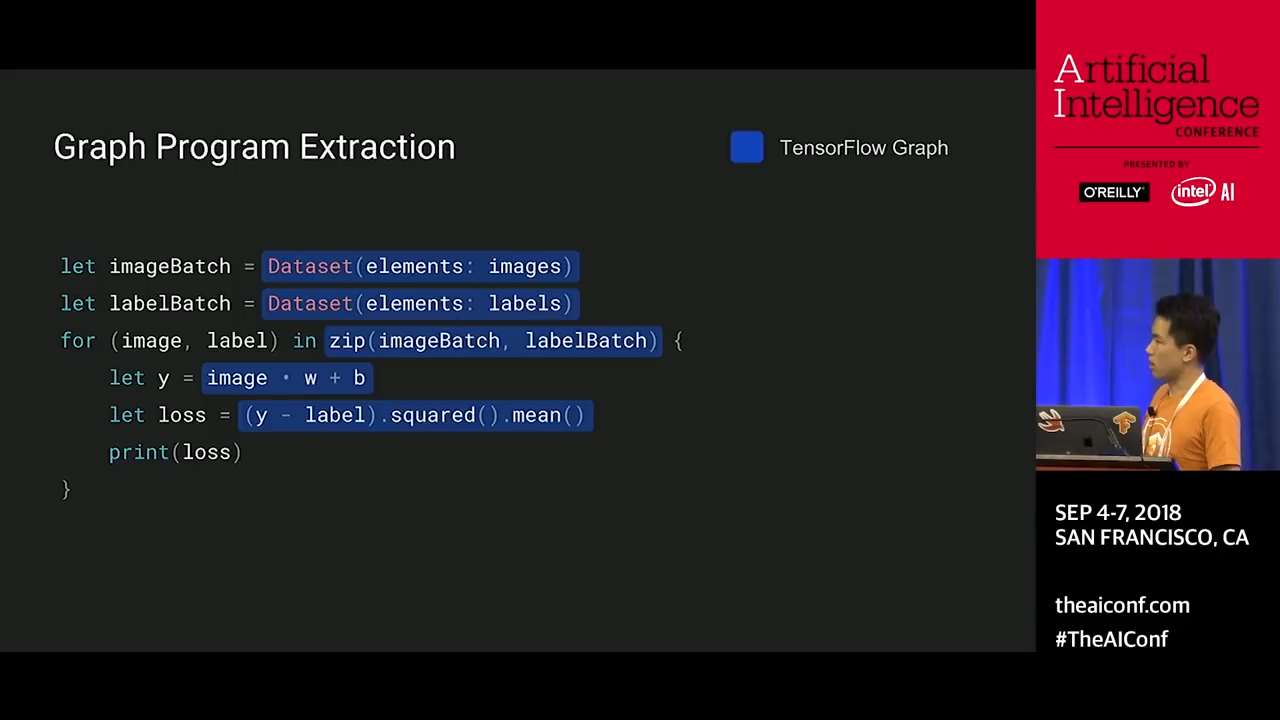 Graph Program Extraction
TensorFlow Graph
let imageBatch = Dataset(elements: images)
let labelBatch = Dataset(elements: labels)
for (image, label) in zip(imageBatch, labelBatch) {
let y = image • w + b
let loss = (y - label).squared().mean()
print(loss)
}
Artificial
Intelligence
CONFERENCE
PRESENTED BY
O'REILLY
intel AI
SEP 4-7, 2018
SAN FRANCISCO, CA
theaiconf.com
#TheAIConf